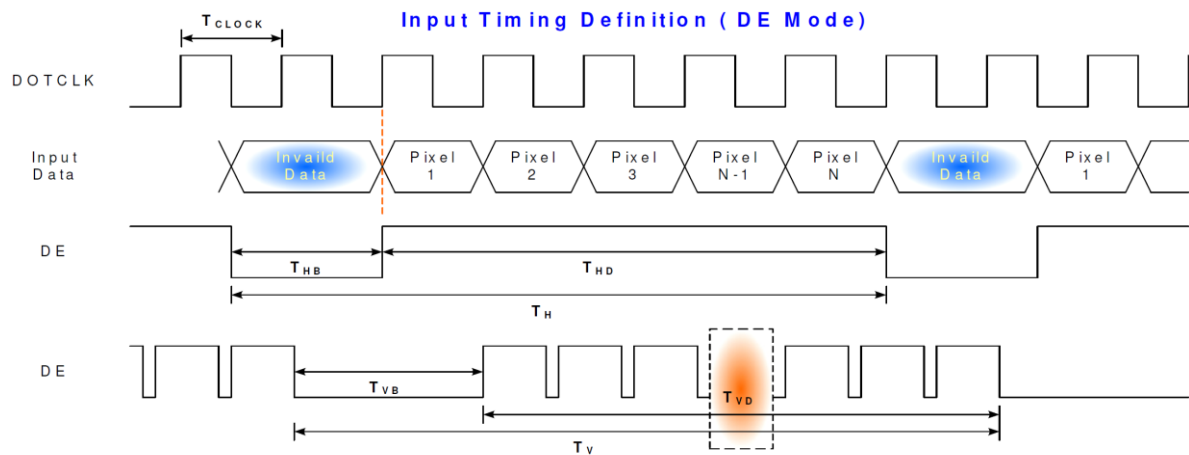 Input Timing Definition ( DE Mode)
TCLOCK
DOTCLK
Input
Data
Invaild
Data
Pixel
1
Pixel
2
Pixel
3
Pixel
N-1
Pixel
N
Invaild
Data
Pixel
1
DE
THB
THD
TH
DE
TVB
TVD
TV